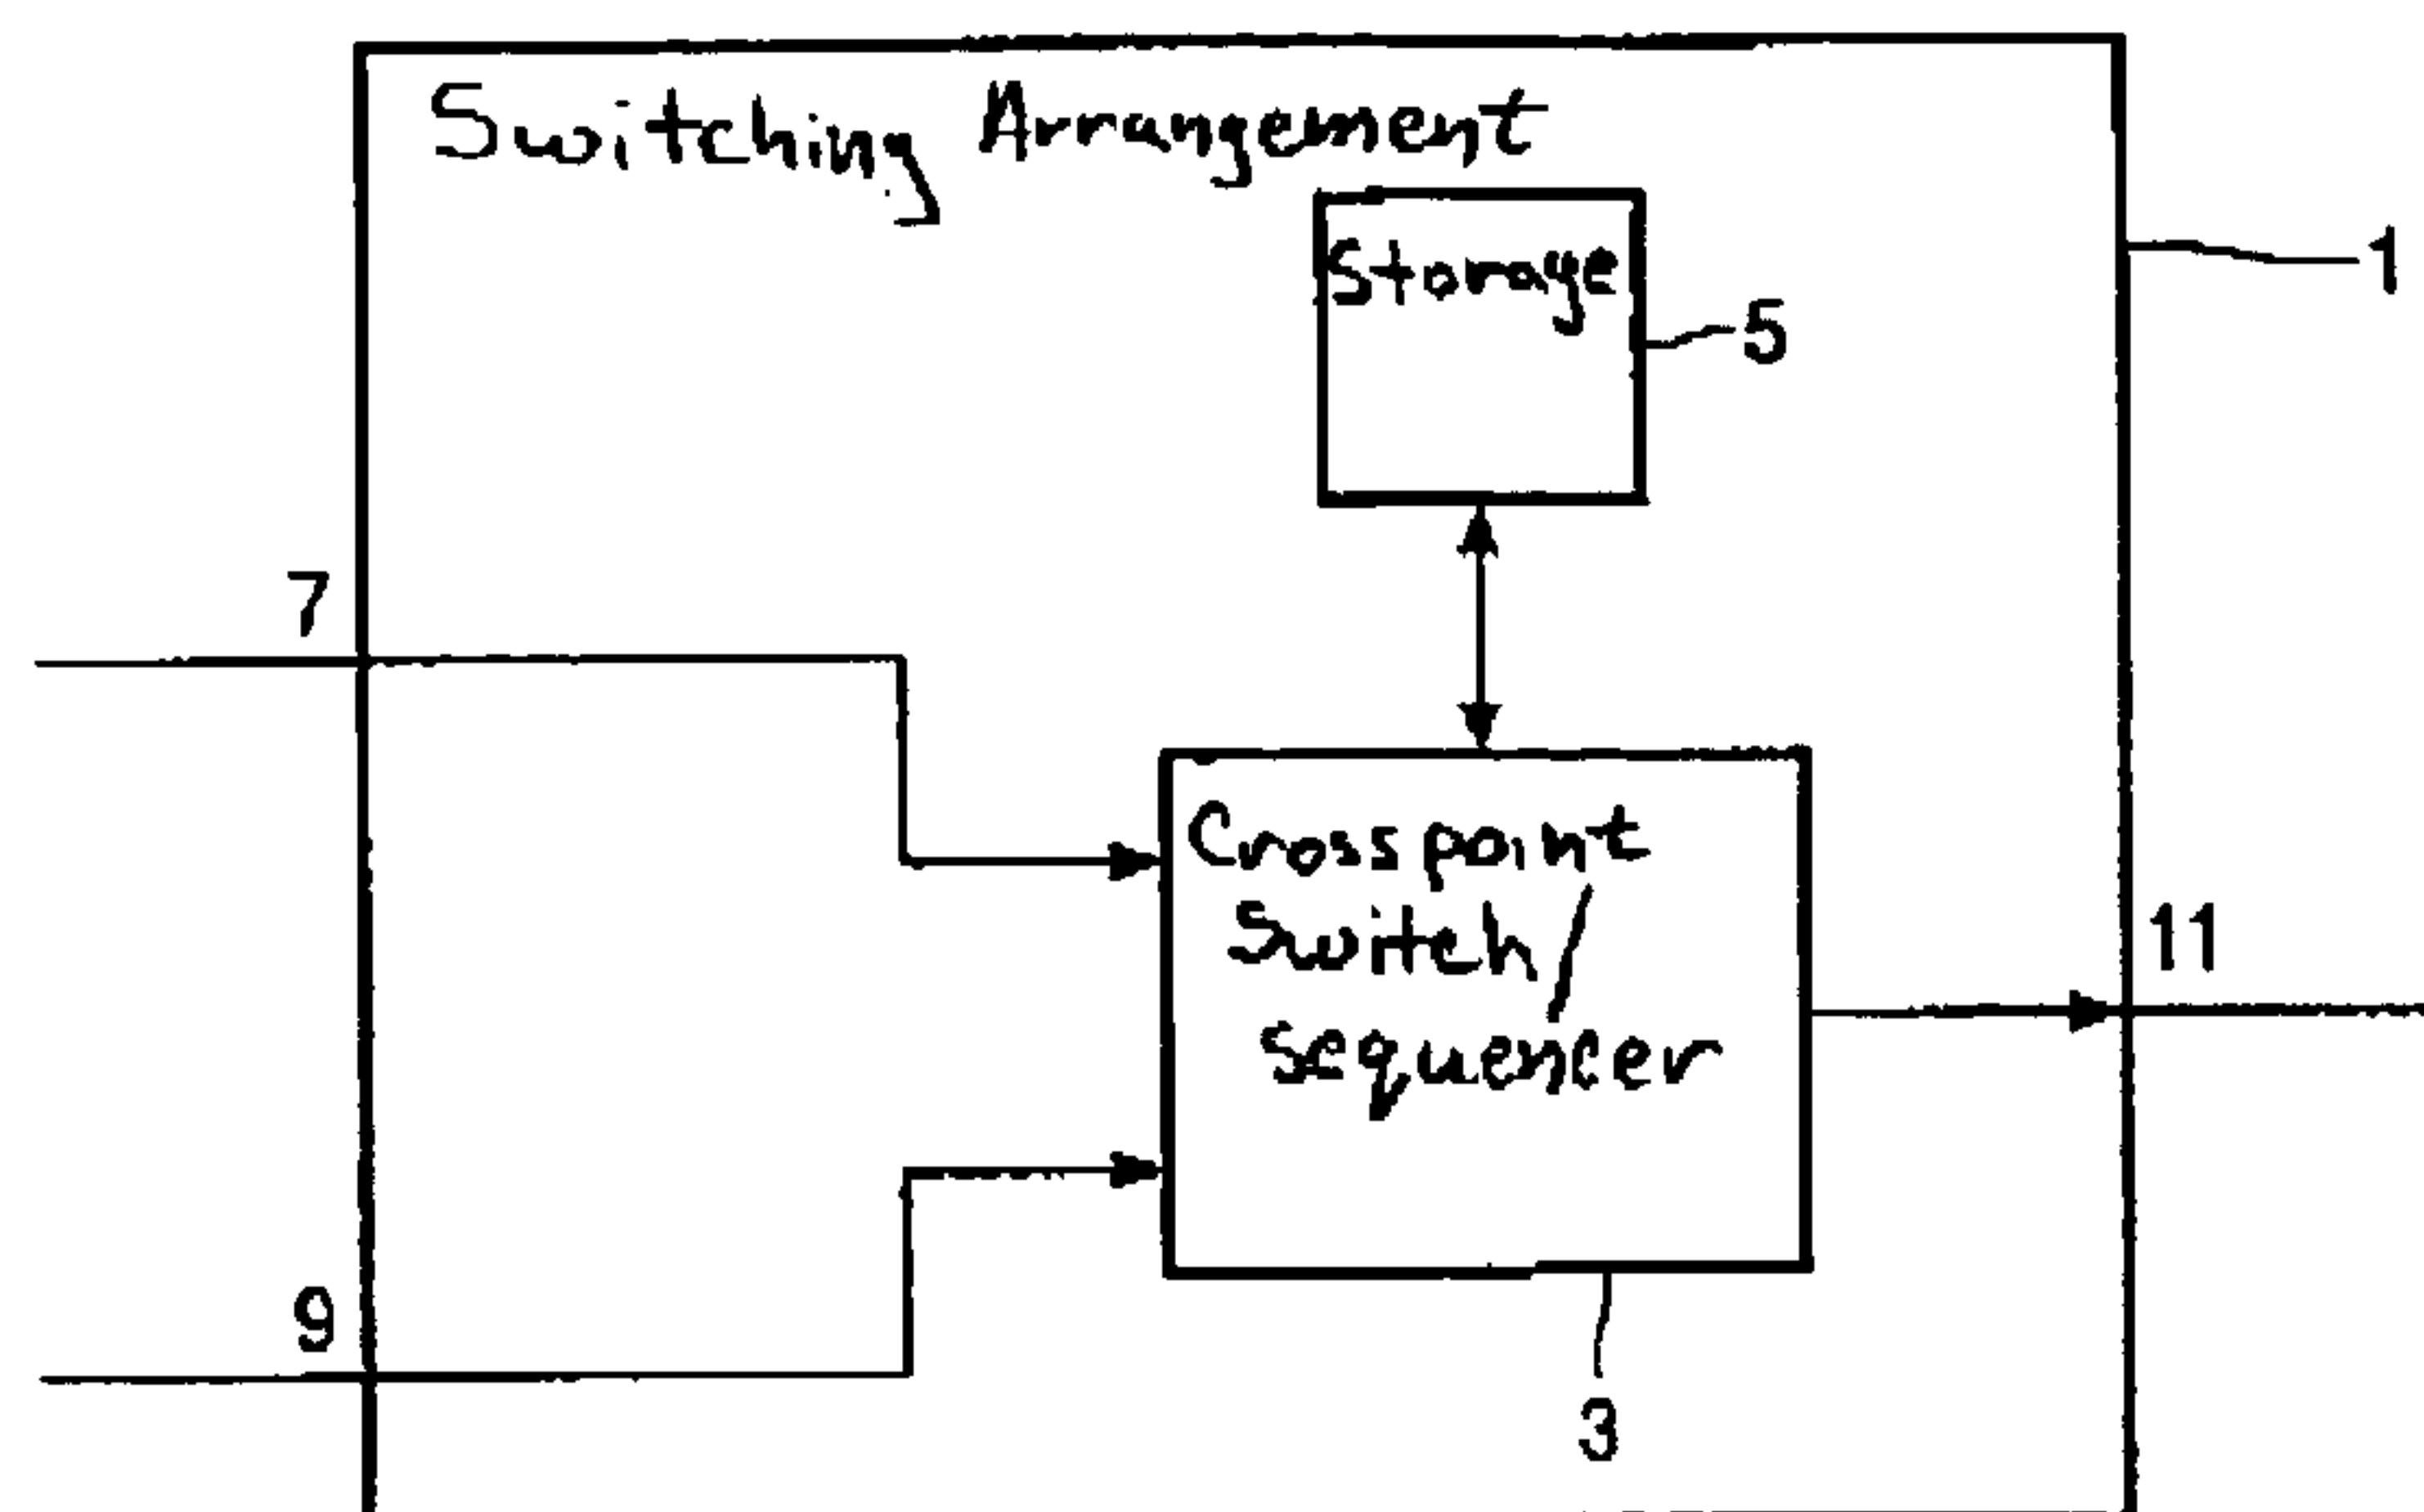 Switching Arrangement
Storage
1
5
7
Crosspoint
Switch/
sequencer
11
9
3